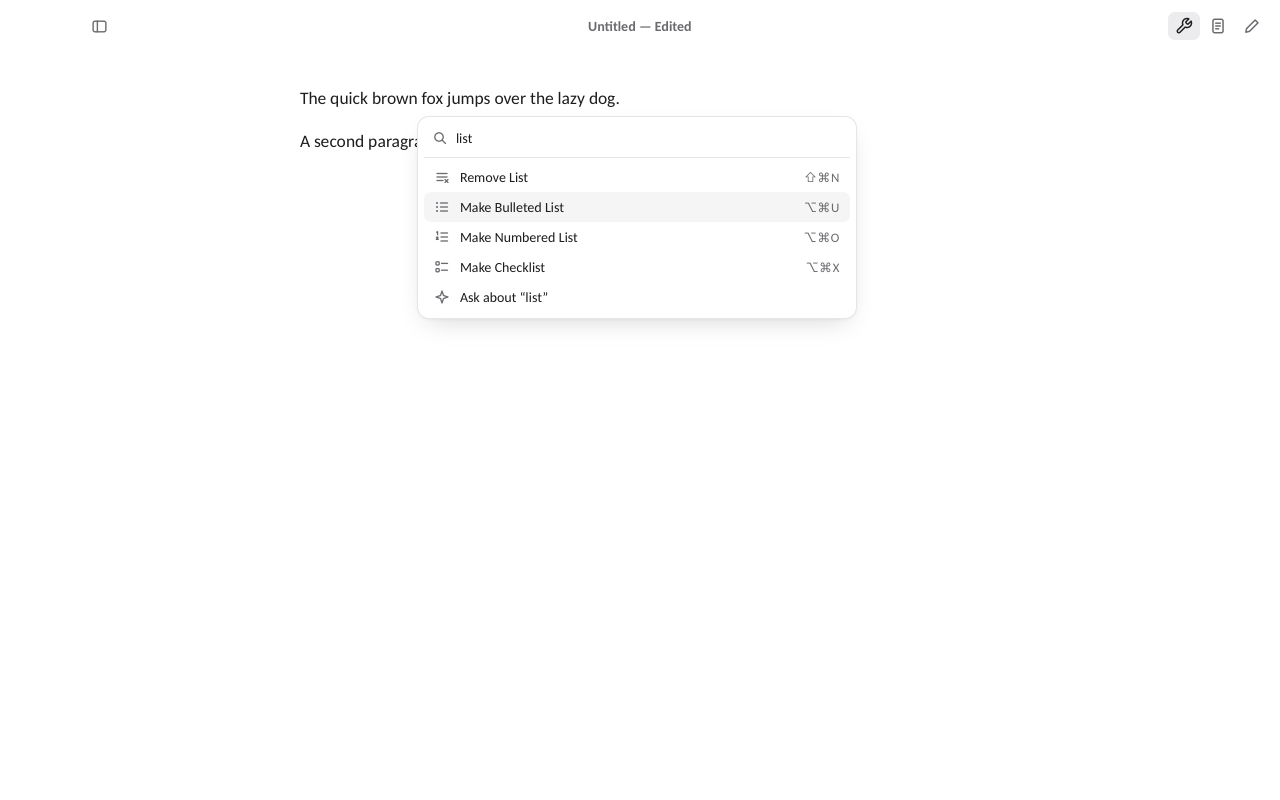 Untitled — Edited
The quick brown fox jumps over the lazy dog.
A second paragra
list
Remove List ⇧⌘N
Make Bulleted List ⌥⌘U
Make Numbered List ⌥⌘O
Make Checklist ⌥⌘X
Ask about “list”